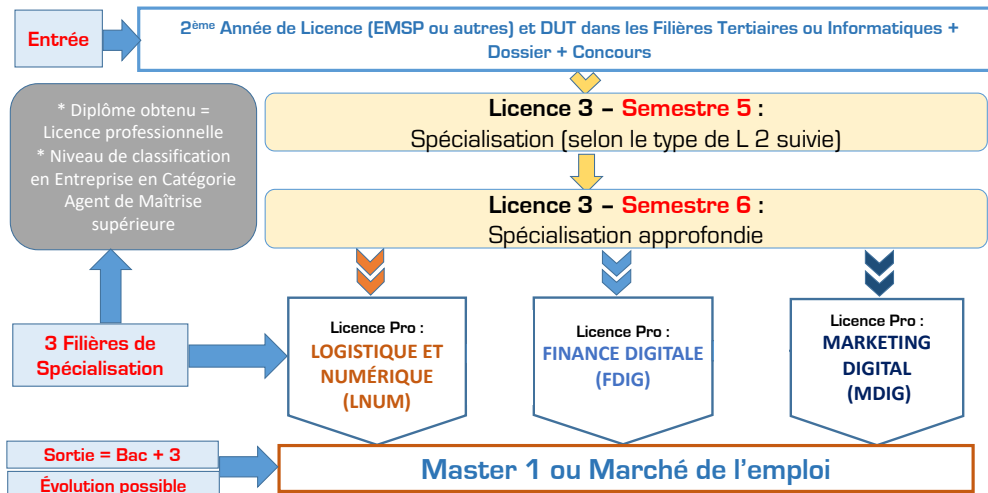 Entrée
2ème Année de Licence (EMSP ou autres) et DUT dans les Filières Tertiaires ou Informatiques +
Dossier + Concours
* Diplôme obtenu =
Licence professionnelle
* Niveau de classification
en Entreprise en Catégorie
Agent de Maîtrise
supérieure
Licence 3 – Semestre 5 :
Spécialisation (selon le type de L 2 suivie)
Licence 3 – Semestre 6 :
Spécialisation approfondie
3 Filières de
Spécialisation
Licence Pro :
LOGISTIQUE ET
NUMÉRIQUE
(LNUM)
Licence Pro :
FINANCE DIGITALE
(FDIG)
Licence Pro :
MARKETING
DIGITAL
(MDIG)
Sortie = Bac + 3
Évolution possible
Master 1 ou Marché de l'emploi